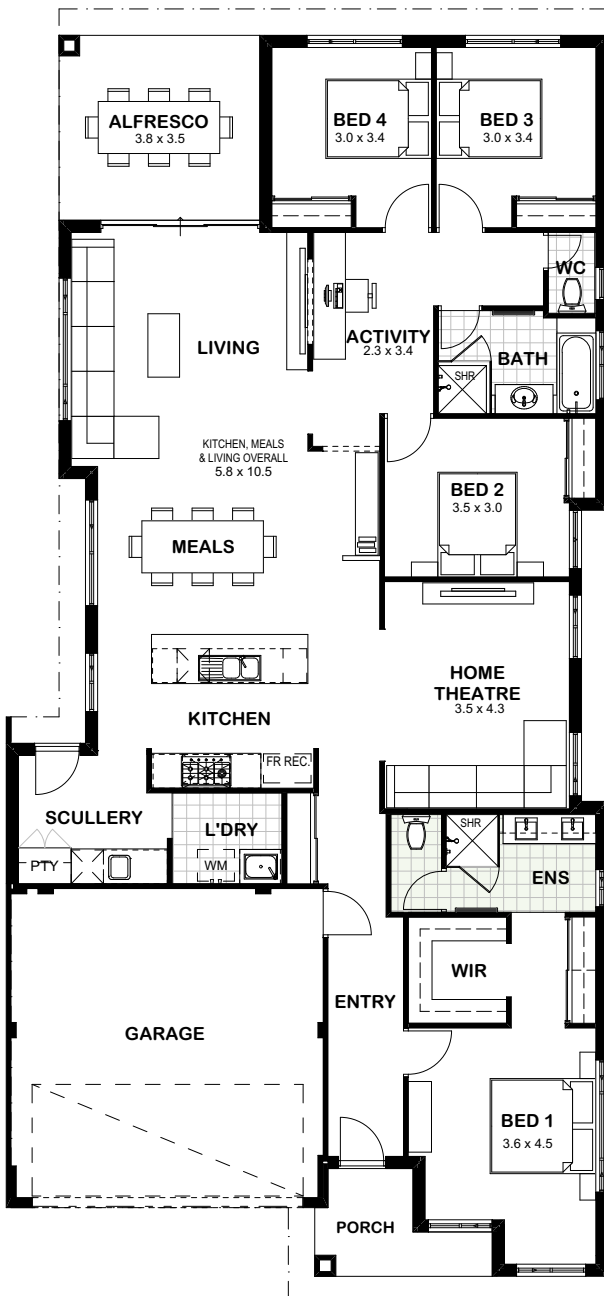 ALFRESCO
3.8 x 3.5
BED 4
3.0 x 3.4
BED 3
3.0 x 3.4
WC
LIVING
ACTIVITY
2.3 x 3.4
BATH
SHR
KITCHEN, MEALS
& LIVING OVERALL
5.8 x 10.5
BED 2
3.5 x 3.0
MEALS
HOME
THEATRE
3.5 x 4.3
KITCHEN
FR REC.
SCULLERY
L'DRY
PTY
WM
SHR
ENS
WIR
ENTRY
GARAGE
BED 1
3.6 x 4.5
PORCH